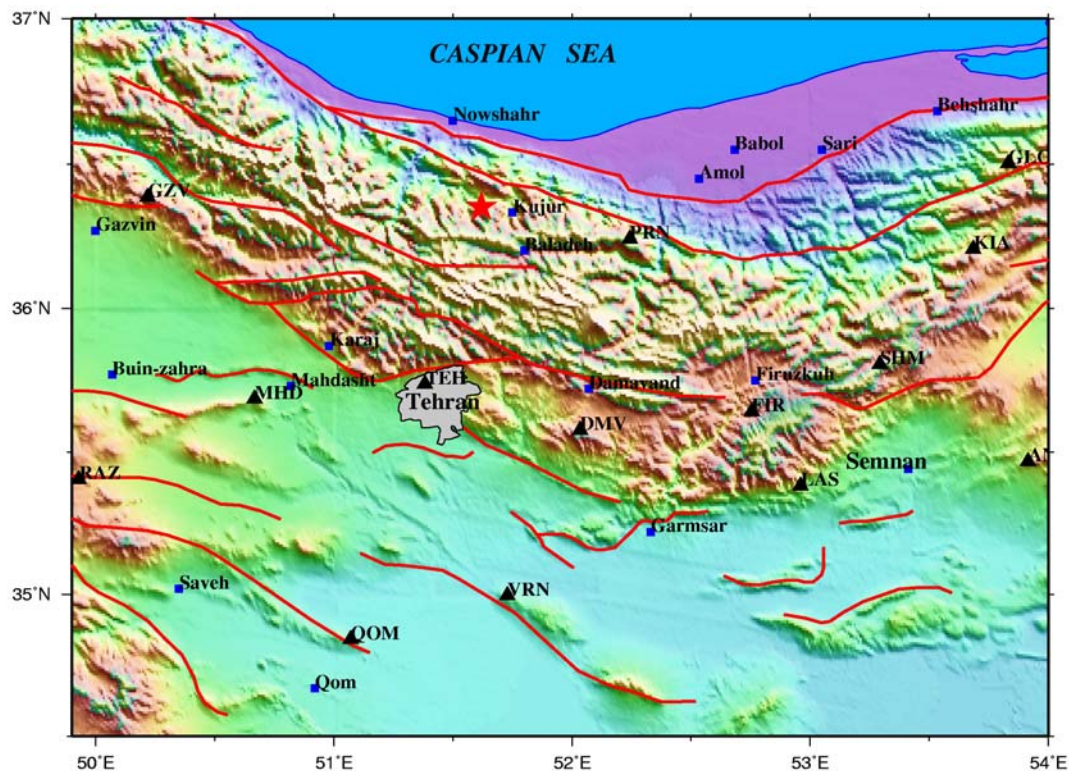 37°N
CASPIAN SEA
Nowshahr
Behshahr
Babol
Sari
GLO
Amol
GZV
Kujur
Gazvin
PRN
KIA
Baladeh
36°N
Karaj
SHM
Buin-zahra
TEH
Firuzkuh
Mahdasht
Damavand
MHD
Tehran
FIR
DMV
RAZ
Semnan
AN
LAS
Garmsar
35°N
Saveh
VRN
QOM
Qom
50°E 51°E 52°E 53°E 54°E